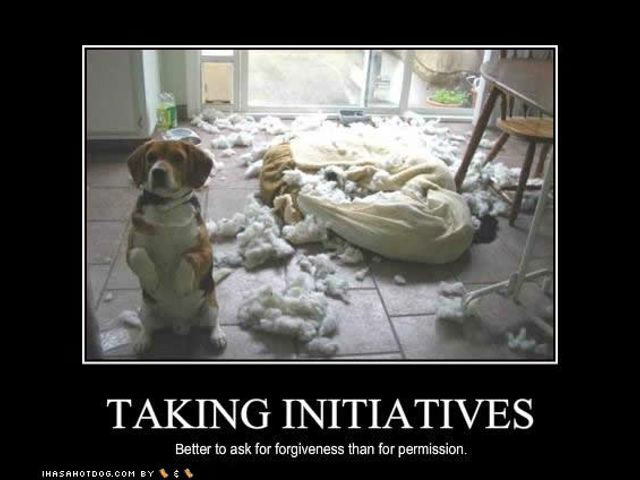 TAKING INITIATIVES
Better to ask for forgiveness than for permission.
IHASAHOTDOG.COM BY &